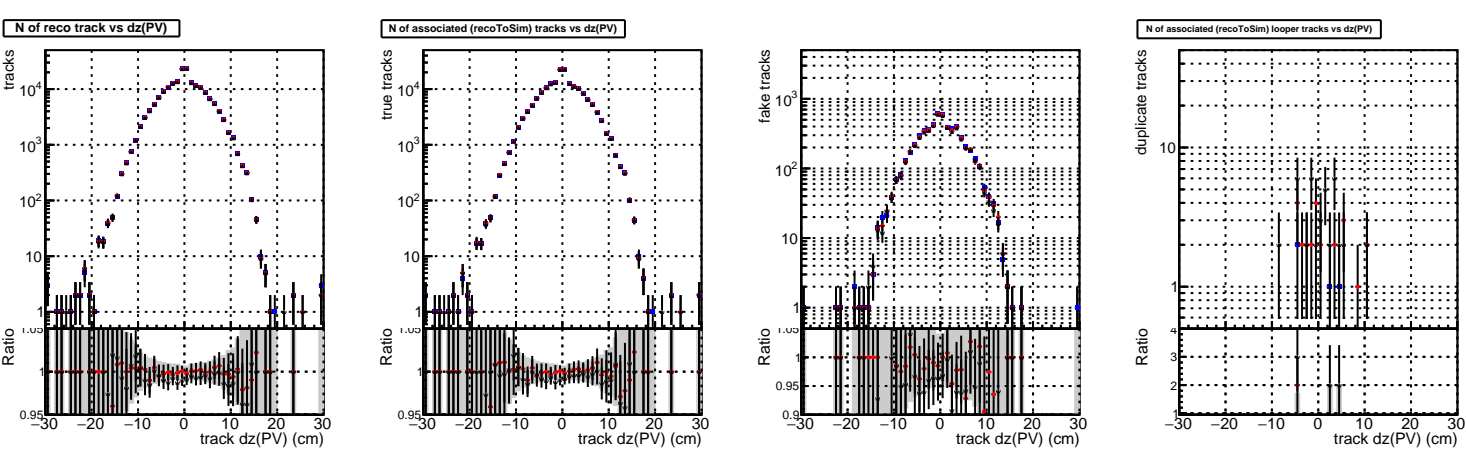 N of reco track vs dz(PV)
true tracks
10⁴
10³
10²
10
1
Ratio
1.05
1
0.95
−30 −20 −10 0 10 20 30
track dz(PV) (cm)
N of associated (recoToSim) tracks vs dz(PV)
true tracks
10⁴
10³
10²
10
1
Ratio
1.05
1
0.95
−30 −20 −10 0 10 20 30
track dz(PV) (cm)
fake tracks
10³
10²
10
1
Ratio
1.05
1
0.95
0.9
−30 −20 −10 0 10 20 30
track dz(PV) (cm)
N of associated (recoToSim) looper tracks vs dz(PV)
duplicate tracks
10
1
Ratio
4
3
2
1
−30 −20 −10 0 10 20 30
track dz(PV) (cm)